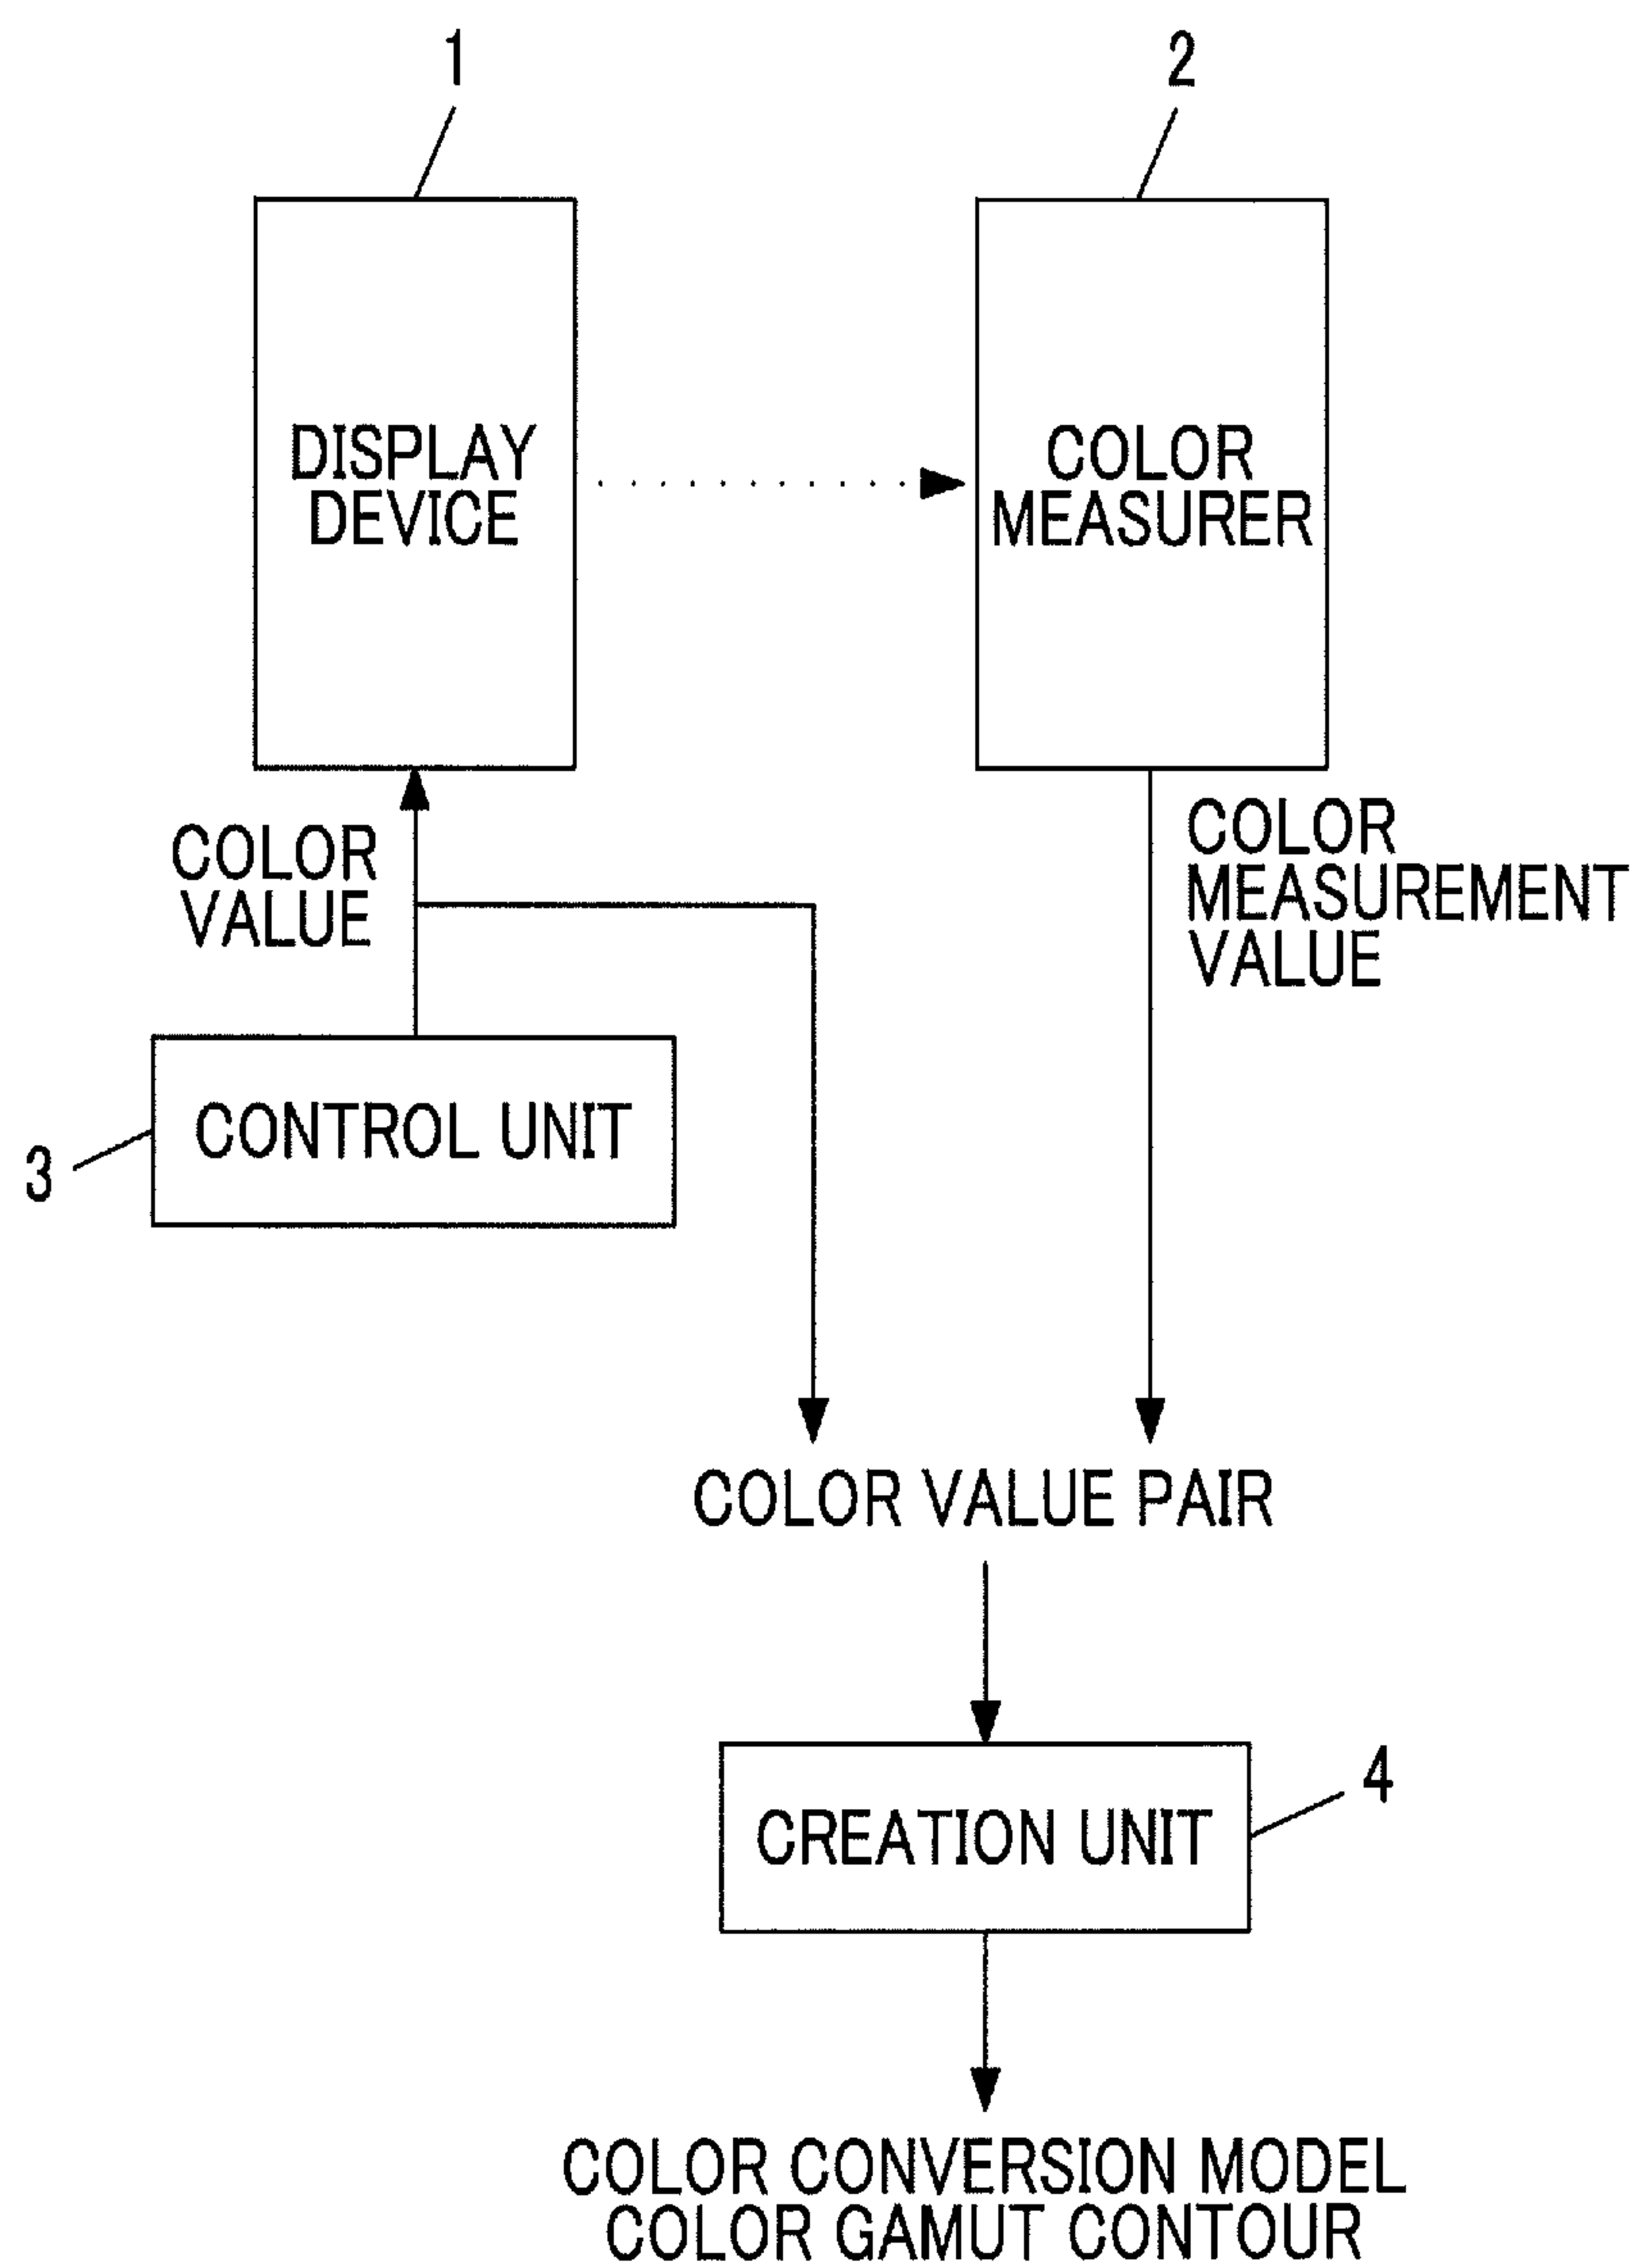 1
2
DISPLAY
DEVICE
COLOR
MEASURER
COLOR
VALUE
COLOR
MEASUREMENT
VALUE
CONTROL UNIT
3
COLOR VALUE PAIR
CREATION UNIT
4
COLOR CONVERSION MODEL
COLOR GAMUT CONTOUR